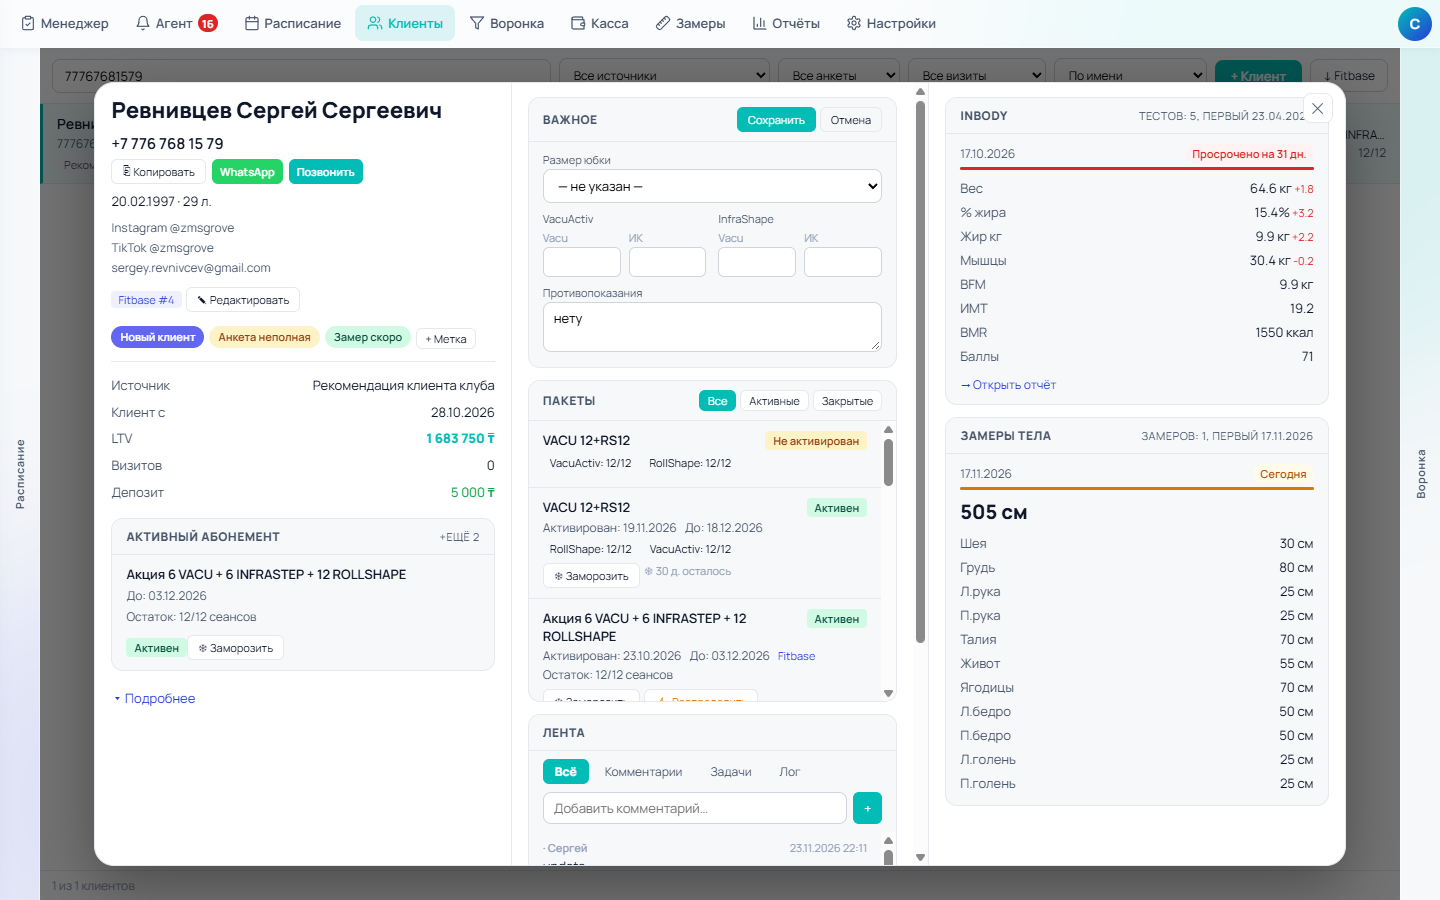 Менеджер
Агент 16
Расписание
Клиенты
Воронка
Касса
Замеры
Отчёты
Настройки
C
77767681579
Все источники
Все анкеты
Все визиты
По имени
+ Клиент
↓ Fitbase
Расписание
Воронка
12/12
1 из 1 клиентов
Ревнивцев Сергей Сергеевич
+7 776 768 15 79
Копировать
WhatsApp
Позвонить
20.02.1997 · 29 л.
Instagram @zmsgrove
TikTok @zmsgrove
sergey.revnivcev@gmail.com
Fitbase #4
Редактировать
Новый клиент
Анкета неполная
Замер скоро
+ Метка
Источник Рекомендация клиента клуба
Клиент с 28.10.2026
LTV 1 683 750 ₸
Визитов 0
Депозит 5 000 ₸
АКТИВНЫЙ АБОНЕМЕНТ +ЕЩЁ 2
Акция 6 VACU + 6 INFRASTEP + 12 ROLLSHAPE
До: 03.12.2026
Остаток: 12/12 сеансов
Активен
❄ Заморозить
Подробнее
ВАЖНОЕ
Сохранить
Отмена
Размер юбки
— не указан —
VacuActiv InfraShape
Vacu ИК Vacu ИК
Противопоказания
нету
ПАКЕТЫ
Все
Активные
Закрытые
VACU 12+RS12 Не активирован
VacuActiv: 12/12 RollShape: 12/12
VACU 12+RS12 Активен
Активирован: 19.11.2026 До: 18.12.2026
RollShape: 12/12 VacuActiv: 12/12
❄ Заморозить ❄ 30 д. осталось
Акция 6 VACU + 6 INFRASTEP + 12 ROLLSHAPE Активен
Активирован: 23.10.2026 До: 03.12.2026 Fitbase
Остаток: 12/12 сеансов
ЛЕНТА
Всё
Комментарии
Задачи
Лог
Добавить комментарий...
+
· Сергей 23.11.2026 22:11
INBODY ТЕСТОВ: 5, ПЕРВЫЙ 23.04.202
17.10.2026 Просрочено на 31 дн.
Вес 64.6 кг +1.8
% жира 15.4% +3.2
Жир кг 9.9 кг +2.2
Мышцы 30.4 кг -0.2
BFM 9.9 кг
ИМТ 19.2
BMR 1550 ккал
Баллы 71
→ Открыть отчёт
ЗАМЕРЫ ТЕЛА ЗАМЕРОВ: 1, ПЕРВЫЙ 17.11.2026
17.11.2026 Сегодня
505 см
Шея 30 см
Грудь 80 см
Л.рука 25 см
П.рука 25 см
Талия 70 см
Живот 55 см
Ягодицы 70 см
Л.бедро 50 см
П.бедро 50 см
Л.голень 25 см
П.голень 25 см